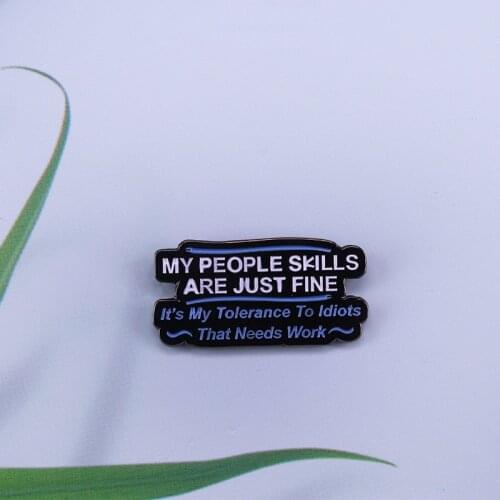 MY PEOPLE SKILLS
ARE JUST FINE
It's My Tolerance To Idiots
~ That Needs Work ~